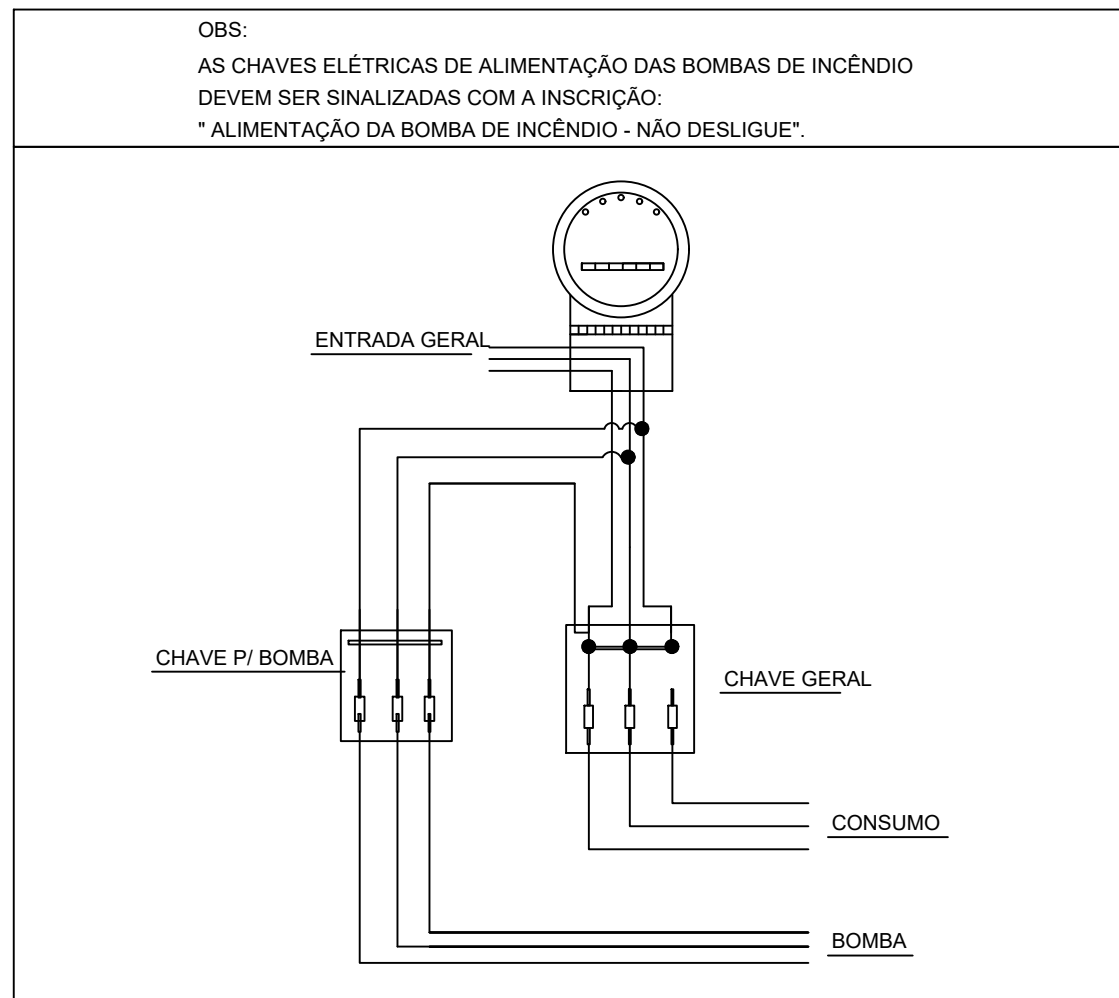 OBS:
AS CHAVES ELÉTRICAS DE ALIMENTAÇÃO DAS BOMBAS DE INCÊNDIO
DEVEM SER SINALIZADAS COM A INSCRIÇÃO:
" ALIMENTAÇÃO DA BOMBA DE INCÊNDIO - NÃO DESLIGUE".
ENTRADA GERAL
CHAVE P/ BOMBA
CHAVE GERAL
CONSUMO
BOMBA